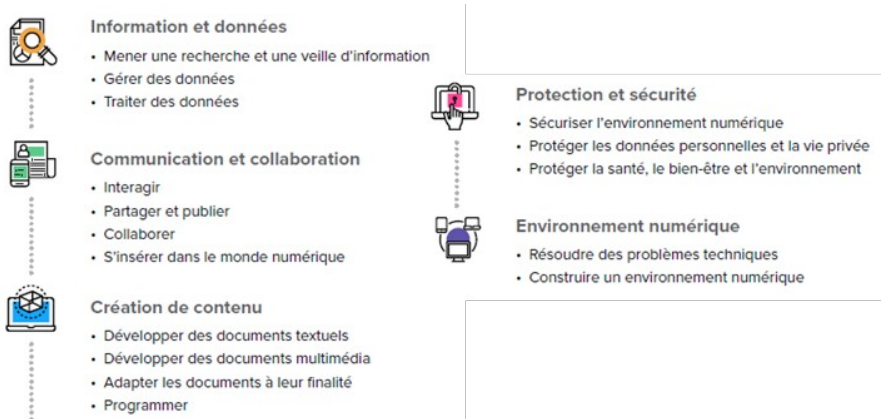 Information et données
• Mener une recherche et une veille d'information
• Gérer des données
• Traiter des données
Communication et collaboration
• Interagir
• Partager et publier
• Collaborer
• S'insérer dans le monde numérique
Création de contenu
• Développer des documents textuels
• Développer des documents multimédia
• Adapter les documents à leur finalité
• Programmer
Protection et sécurité
• Sécuriser l'environnement numérique
• Protéger les données personnelles et la vie privée
• Protéger la santé, le bien-être et l'environnement
Environnement numérique
• Résoudre des problèmes techniques
• Construire un environnement numérique